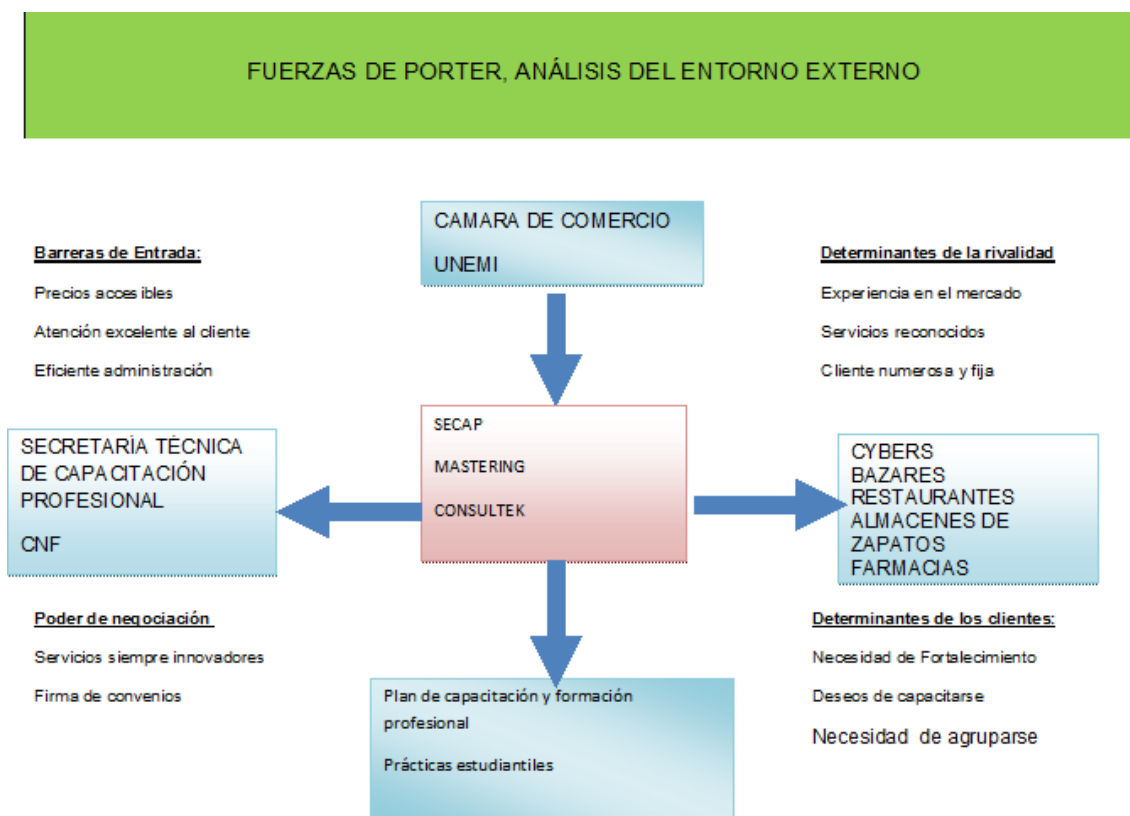 FUERZAS DE PORTER, ANÁLISIS DEL ENTORNO EXTERNO
CAMARA DE COMERCIO
UNEMI
Barreras de Entrada:
Precios accesibles
Atención excelente al cliente
Eficiente administración
Determinantes de la rivalidad
Experiencia en el mercado
Servicios reconocidos
Cliente numerosa y fija
SECRETARÍA TÉCNICA
DE CAPACITACIÓN
PROFESIONAL
CNF
SECAP
MASTERING
CONSULTEK
CYBERS
BAZARES
RESTAURANTES
ALMACENES DE
ZAPATOS
FARMACIAS
Poder de negociación
Servicios siempre innovadores
Firma de convenios
Plan de capacitación y formación
profesional
Prácticas estudiantiles
Determinantes de los clientes:
Necesidad de Fortalecimiento
Deseos de capacitarse
Necesidad de agruparse